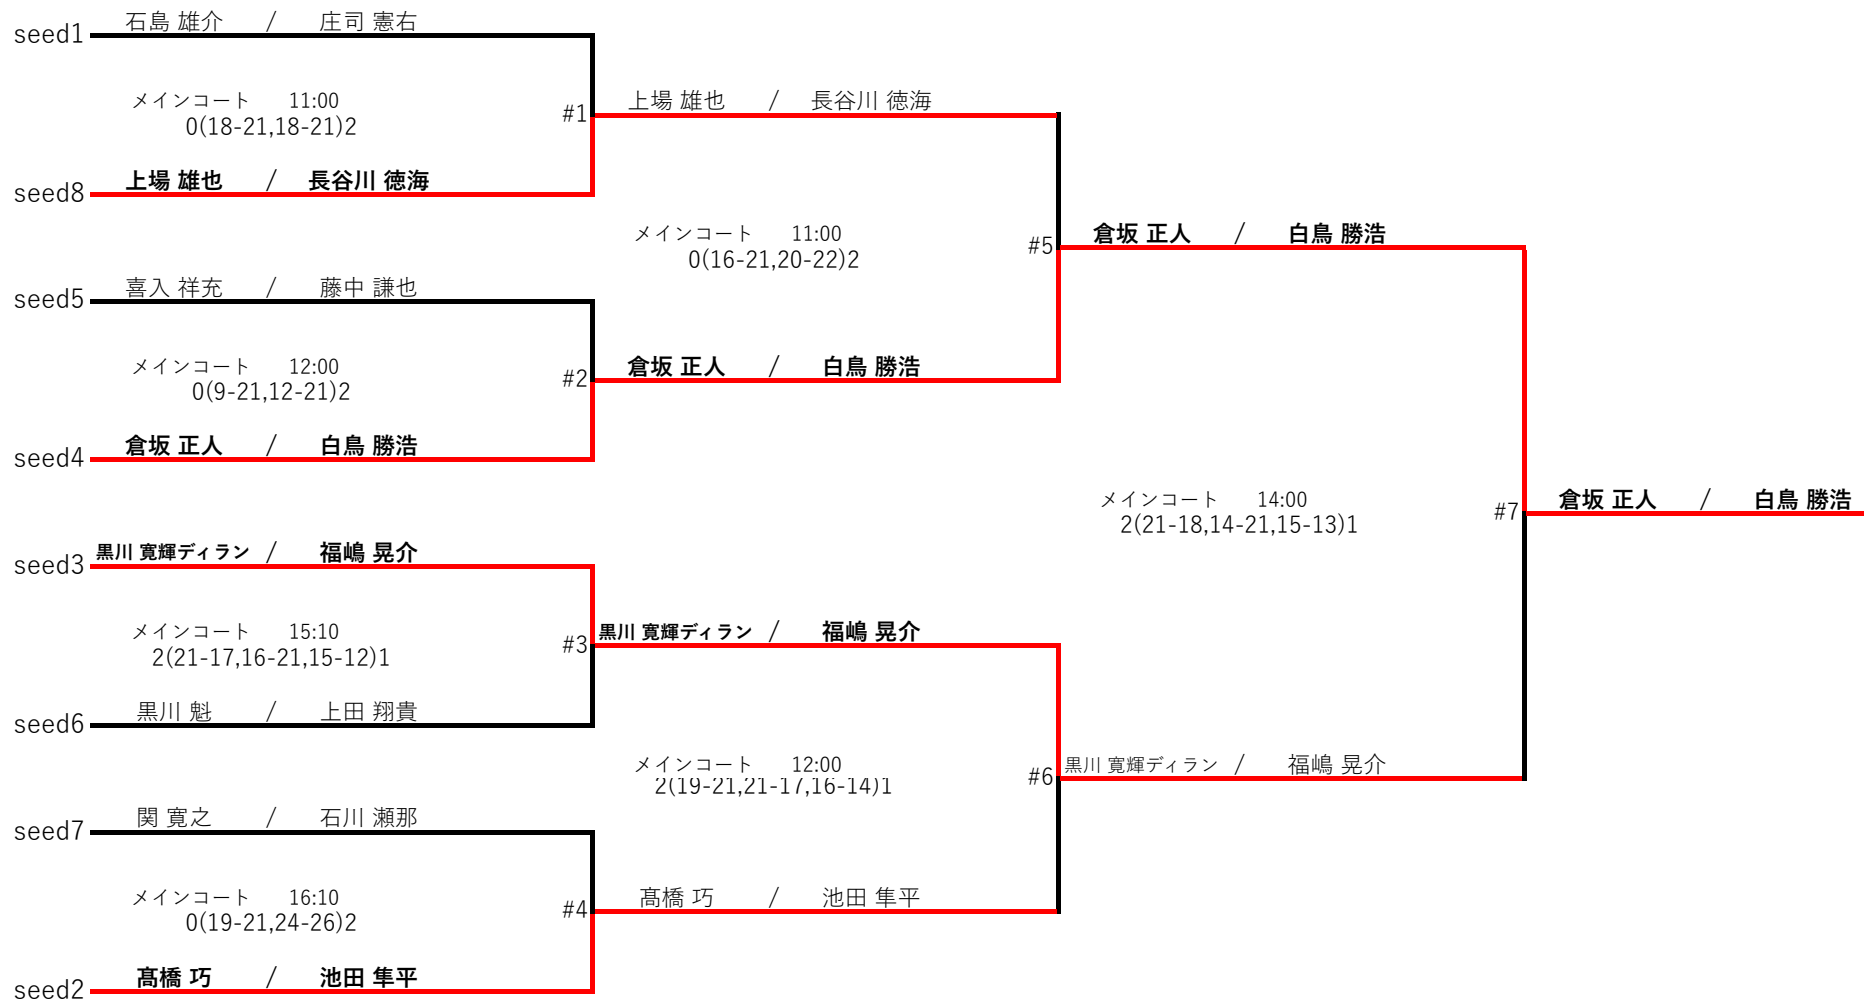 seed1 石島 雄介 / 庄司 憲右
メインコート 11:00
0(18-21,18-21)2
#1
上場 雄也 / 長谷川 徳海
seed8 上場 雄也 / 長谷川 徳海
メインコート 11:00
0(16-21,20-22)2
#5
倉坂 正人 / 白鳥 勝浩
seed5 喜入 祥充 / 藤中 謙也
メインコート 12:00
0(9-21,12-21)2
#2
倉坂 正人 / 白鳥 勝浩
seed4 倉坂 正人 / 白鳥 勝浩
メインコート 14:00
2(21-18,14-21,15-13)1
#7
倉坂 正人 / 白鳥 勝浩
seed3 黒川 寛輝ディラン / 福嶋 晃介
メインコート 15:10
2(21-17,16-21,15-12)1
#3
黒川 寛輝ディラン / 福嶋 晃介
seed6 黒川 魁 / 上田 翔貴
メインコート 12:00
2(19-21,21-17,16-14)1
#6
黒川 寛輝ディラン / 福嶋 晃介
seed7 関 寛之 / 石川 瀬那
メインコート 16:10
0(19-21,24-26)2
#4
髙橋 巧 / 池田 隼平
seed2 髙橋 巧 / 池田 隼平